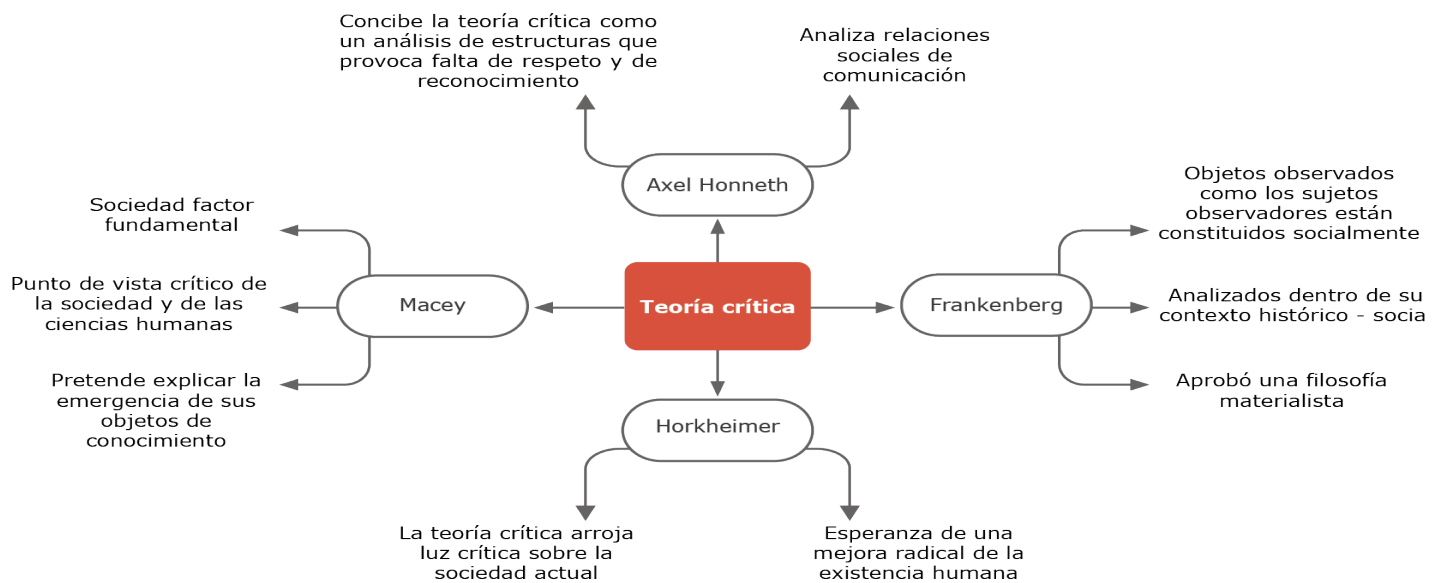 Concibe la teoría crítica como
un análisis de estructuras que
provoca falta de respeto y de
reconocimiento
Analiza relaciones
sociales de
comunicación
Axel Honneth
Sociedad factor
fundamental
Punto de vista crítico de
la sociedad y de las
ciencias humanas
Pretende explicar la
emergencia de sus
objetos de
conocimiento
Macey
Teoría crítica
Frankenberg
Objetos observados
como los sujetos
observadores están
constituidos socialmente
Analizados dentro de su
contexto histórico - socia
Aprobó una filosofía
materialista
Horkheimer
La teoría crítica arroja
luz crítica sobre la
sociedad actual
Esperanza de una
mejora radical de la
existencia humana